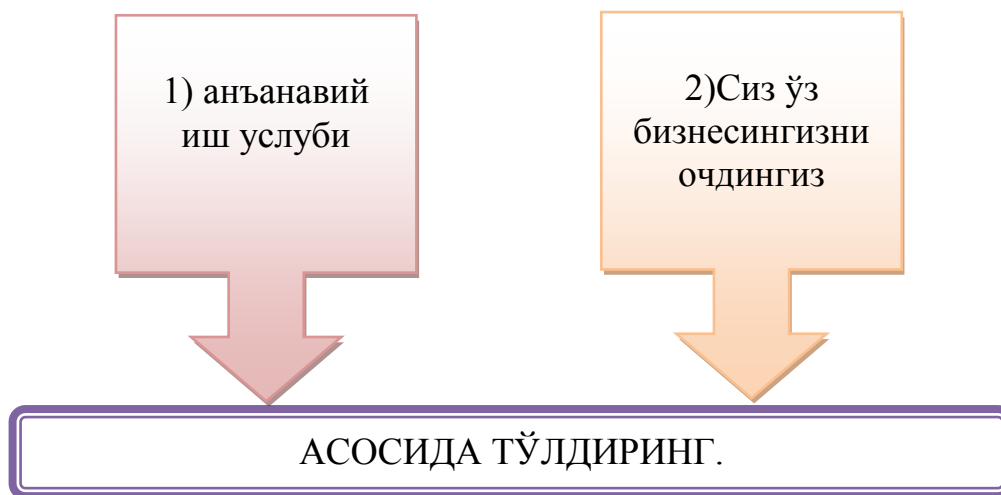 1) анъанавий
иш услуби
2)Сиз ўз
бизнесингизни
очдингиз
АСОСИДА ТЎЛДИРИНГ.